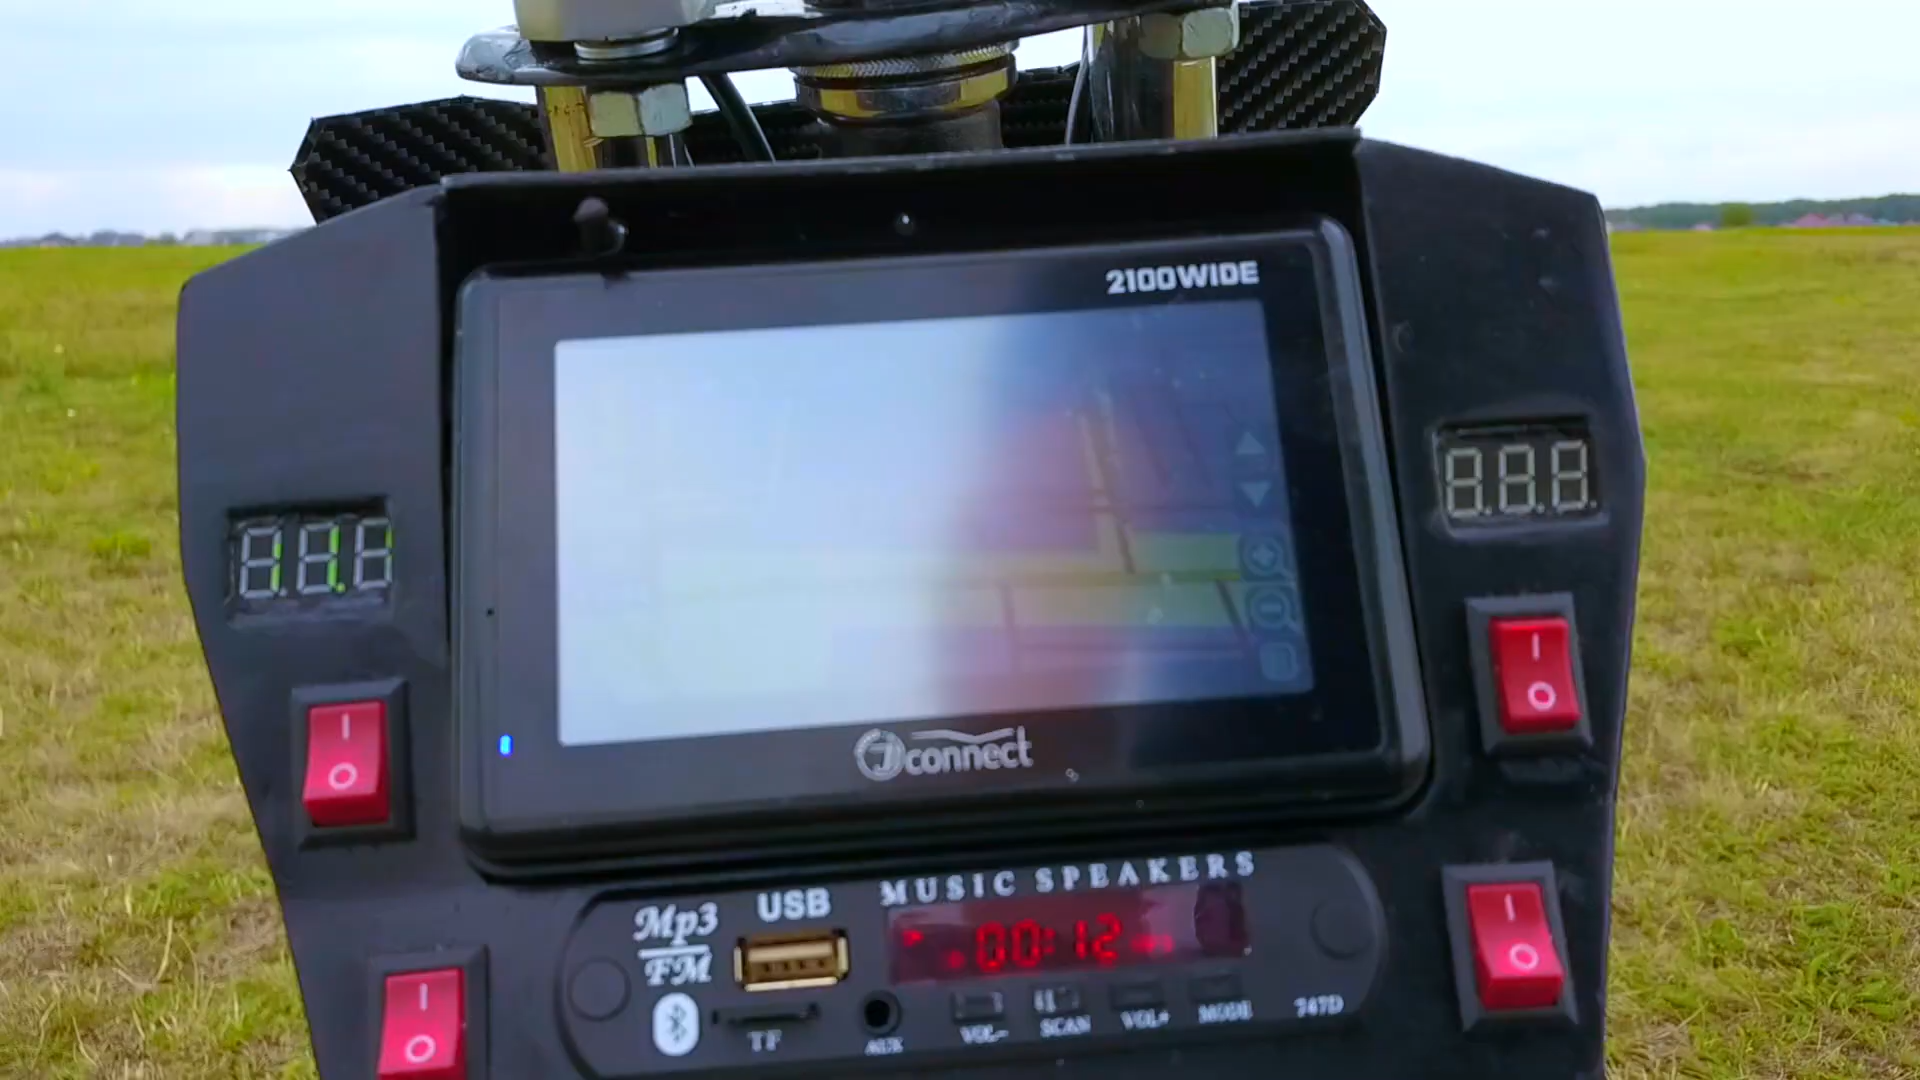 2100WIDE
connect
MUSIC SPEAKERS
Mp3
FM
USB
00:12
TF
AUX
VOL-
SCAN
VOL+
MODE
747D